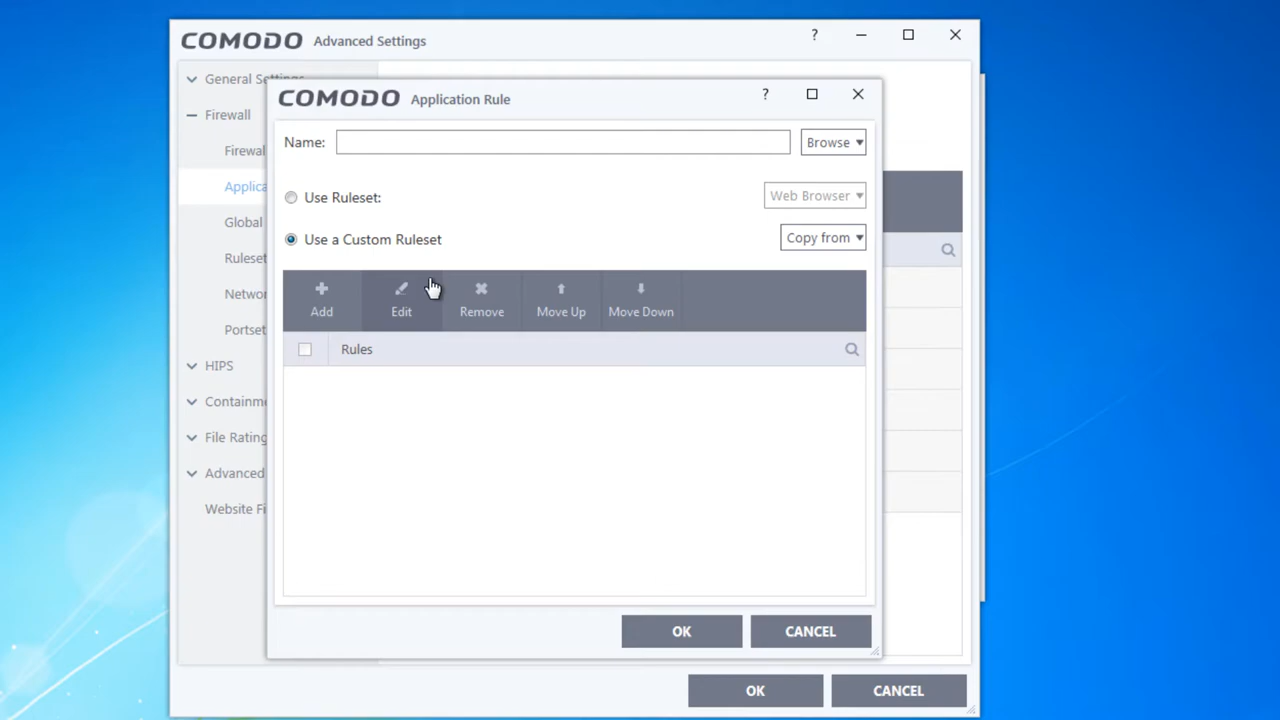 COMODO Advanced Settings
?
General Settings
COMODO Application Rule
?
Firewall
Name:
Browse
Firewal
Applica
Use Ruleset:
Web Browser
Global
Use a Custom Ruleset
Copy from
Ruleset
Networ
Add
Edit
Remove
Move Up
Move Down
Portset
Rules
HIPS
Containme
File Rating
Advanced
Website Fi
OK
CANCEL
OK
CANCEL